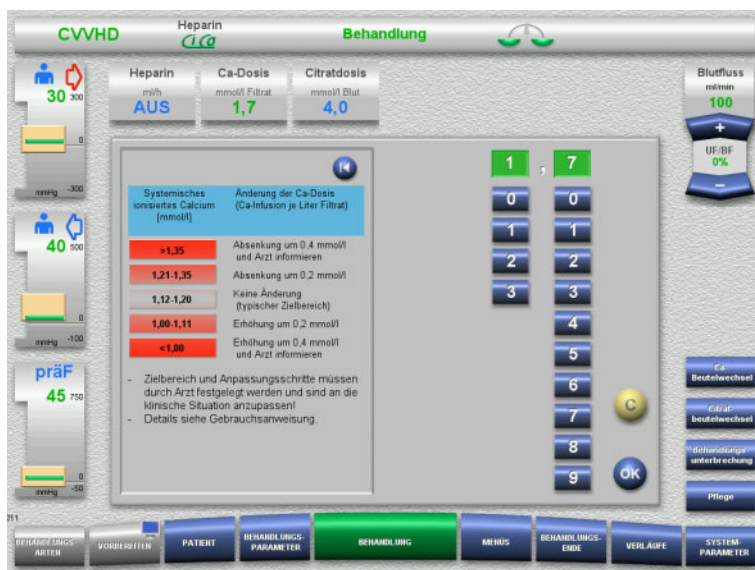 CVVHD
Heparin
CiCa
Behandlung
30
300
0
mmHg
-300
40
500
0
mmHg
-100
präF
45
750
0
mmHg
-50
Heparin
ml/h
AUS
Ca-Dosis
mmol/l Filtrat
1,7
Citratdosis
mmol/l Blut
4,0
Blutfluss
ml/min
100
+
UF/BF
0%
−
Systemisches
ionisiertes Calcium
[mmol/l]
Änderung der Ca-Dosis
(Ca-Infusion je Liter Filtrat)
>1,35
Absenkung um 0,4 mmol/l
und Arzt informieren
1,21-1,35
Absenkung um 0,2 mmol/l
1,12-1,20
Keine Änderung
(typischer Zielbereich)
1,00-1,11
Erhöhung um 0,2 mmol/l
<1,00
Erhöhung um 0,4 mmol/l
und Arzt informieren
- Zielbereich und Anpassungsschritte müssen
durch Arzt festgelegt werden und sind an die
klinische Situation anzupassen!
- Details siehe Gebrauchsanweisung.
1 , 7
0 0
1 1
2 2
3 3
4
5
6
7
8
9
C
OK
Ca-
Beutelwechsel
Citrat-
beutelwechsel
Behandlungs-
unterbrechung
Pflege
211
BEHANDLUNGS-
ARTEN
VORBEREITEN
PATIENT
BEHANDLUNGS-
PARAMETER
BEHANDLUNG
MENÜS
BEHANDLUNGS-
ENDE
VERLÄUFE
SYSTEM-
PARAMETER